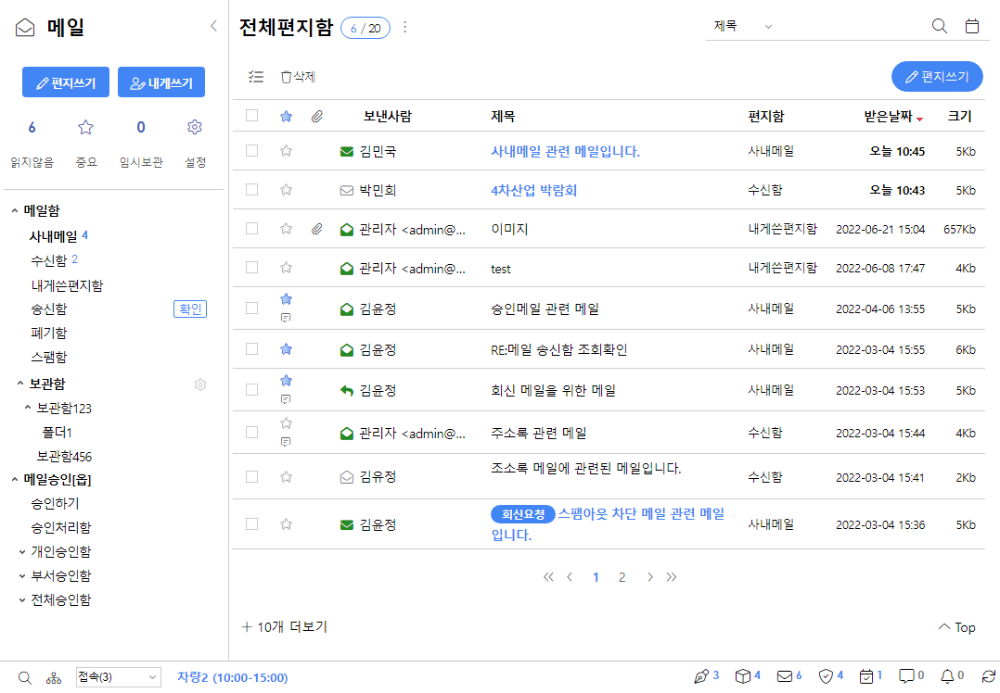 메일
편지쓰기 내게쓰기
6 0
읽지않음 중요 임시보관 설정
메일함
사내메일 4
수신함 2
내게쓴편지함
송신함 확인
폐기함
스팸함
보관함
보관함123
폴더1
보관함456
메일승인[옵]
승인하기
승인처리함
개인승인함
부서승인함
전체승인함
전체편지함 6 / 20
제목
삭제 편지쓰기
보낸사람 제목 편지함 받은날짜 크기
김민국 사내메일 관련 메일입니다. 사내메일 오늘 10:45 5Kb
박민희 4차산업 박람회 수신함 오늘 10:43 5Kb
관리자 <admin@... 이미지 내게쓴편지함 2022-06-21 15:04 657Kb
관리자 <admin@... test 내게쓴편지함 2022-06-08 17:47 4Kb
김윤정 승인메일 관련 메일 사내메일 2022-04-06 13:55 5Kb
김윤정 RE:메일 송신함 조회확인 사내메일 2022-03-04 15:55 6Kb
김윤정 회신 메일을 위한 메일 사내메일 2022-03-04 15:53 5Kb
관리자 <admin@... 주소록 관련 메일 수신함 2022-03-04 15:44 4Kb
김유정 조소록 메일에 관련된 메일입니다. 수신함 2022-03-04 15:41 2Kb
김윤정 회신요청 스팸아웃 차단 메일 관련 메일 사내메일 2022-03-04 15:36 5Kb
입니다.
1 2
10개 더보기 Top
접속(3) 차량2 (10:00-15:00) 3 4 6 4 1 0 0